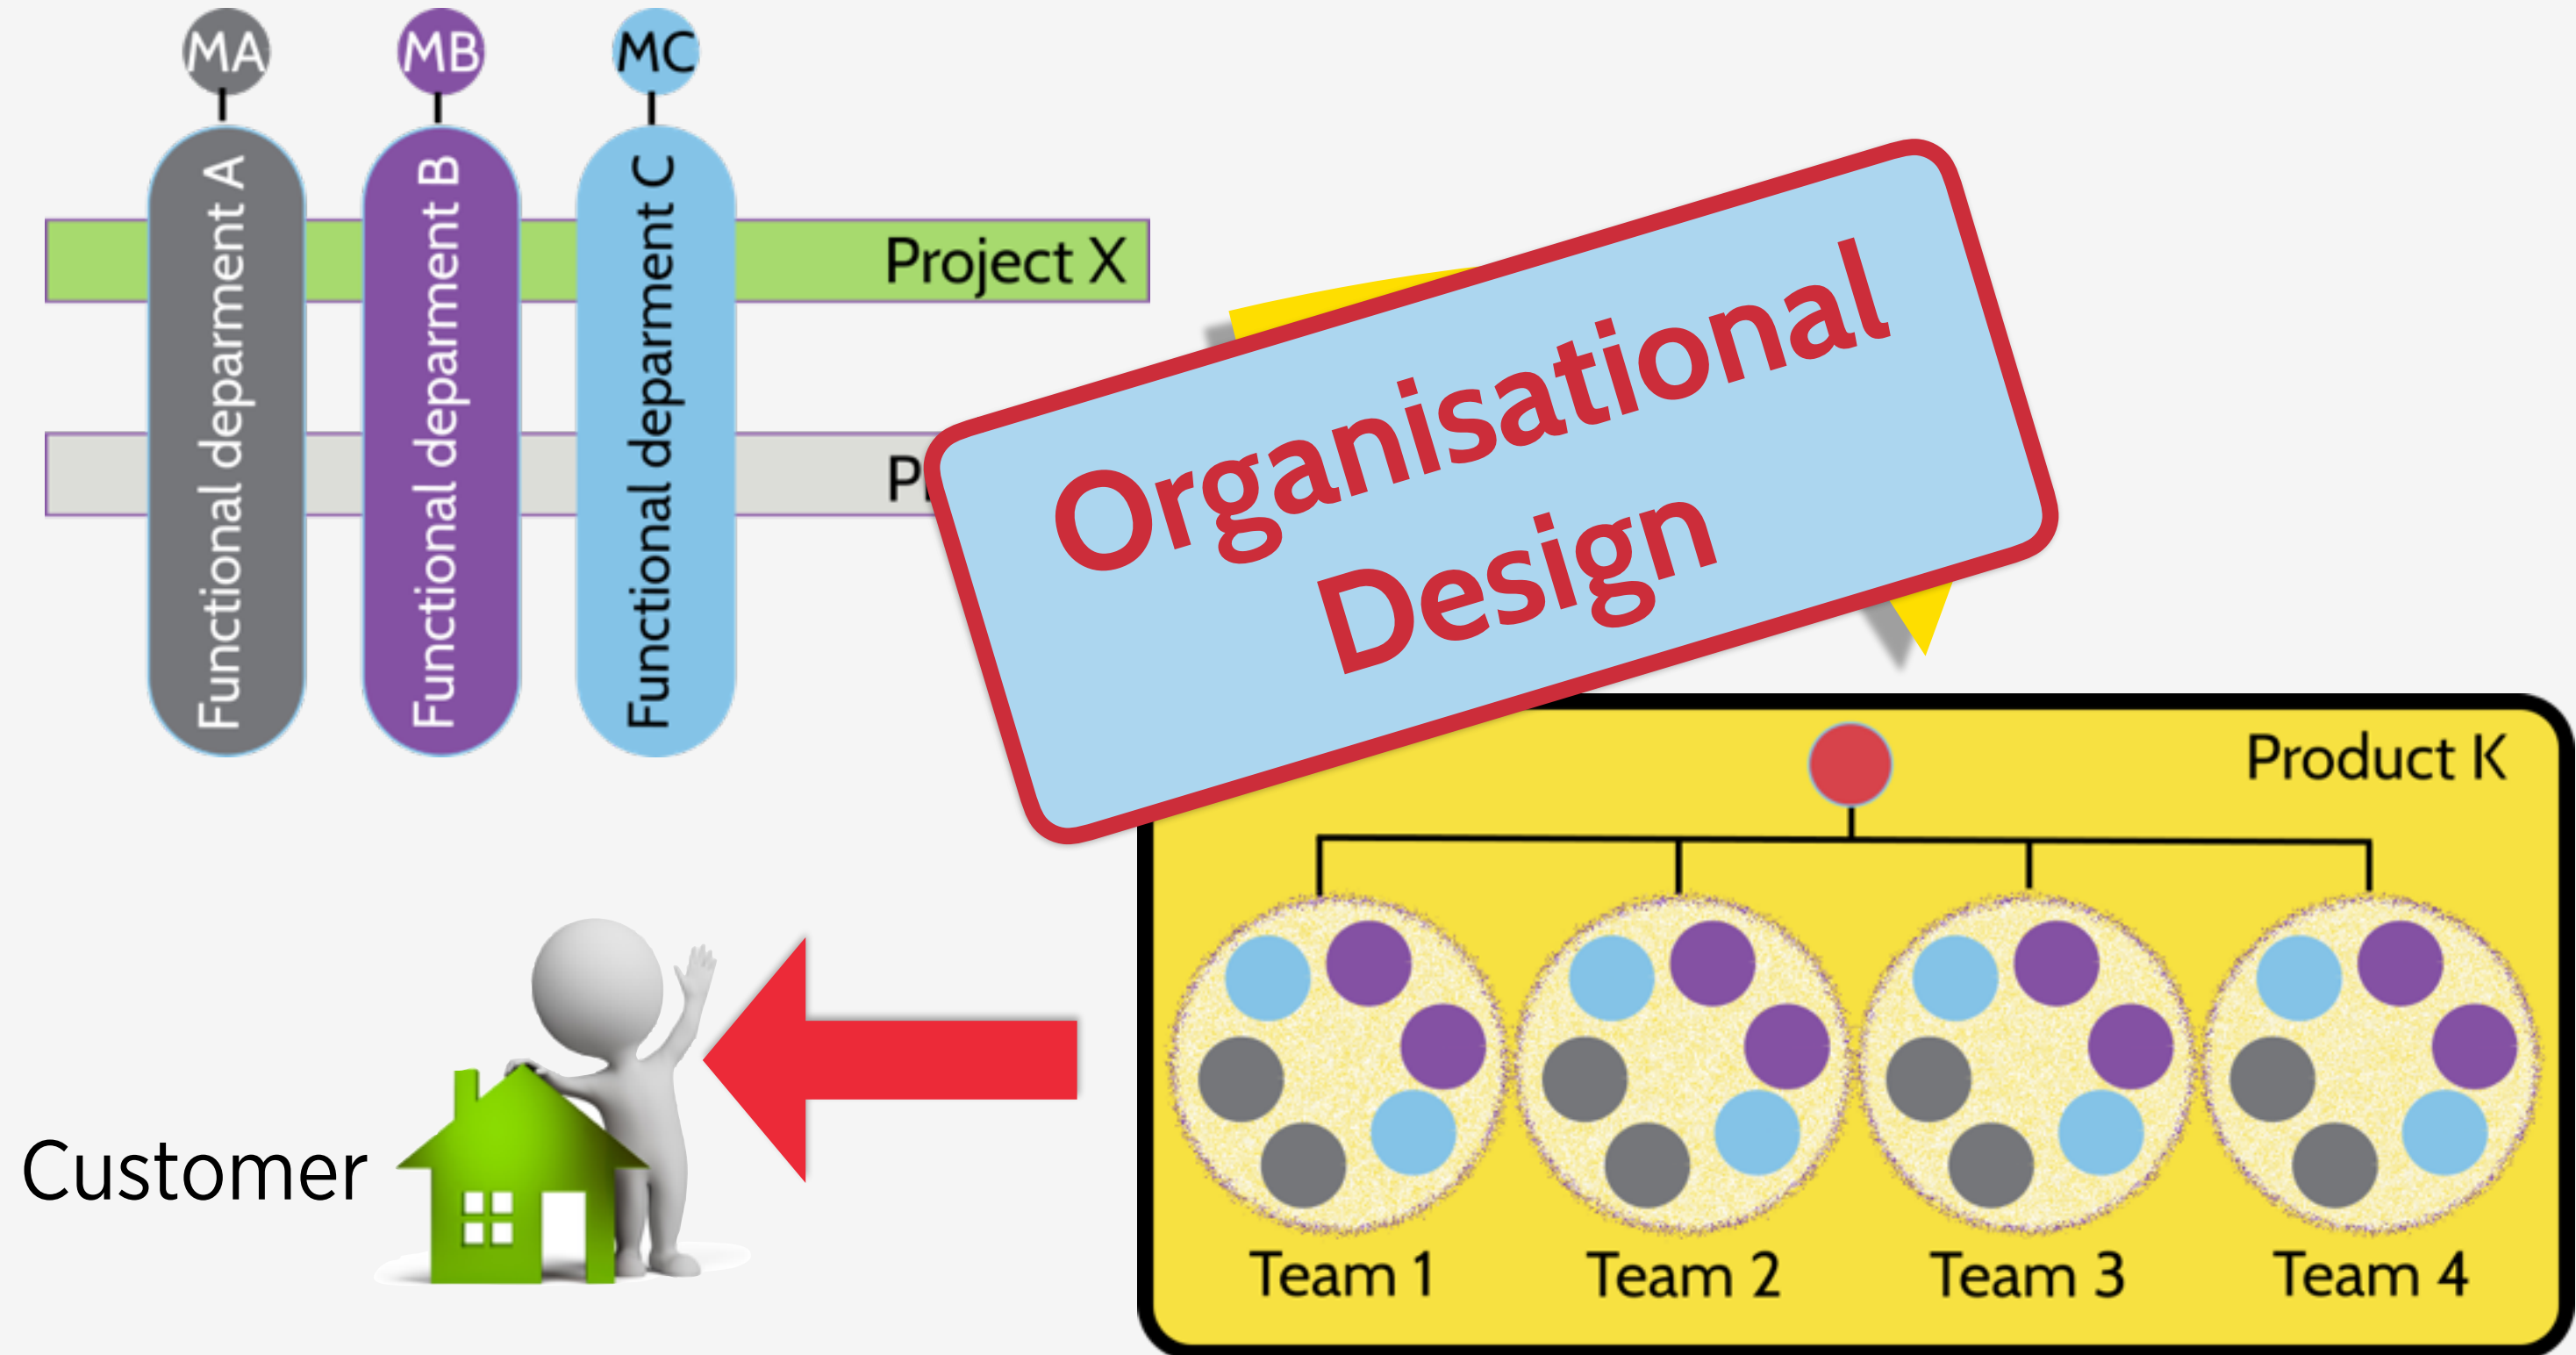 MA
MB
MC
Functional deparment A
Functional deparment B
Functional deparment C
Project X
Organisational
Design
Product K
Customer
Team 1
Team 2
Team 3
Team 4